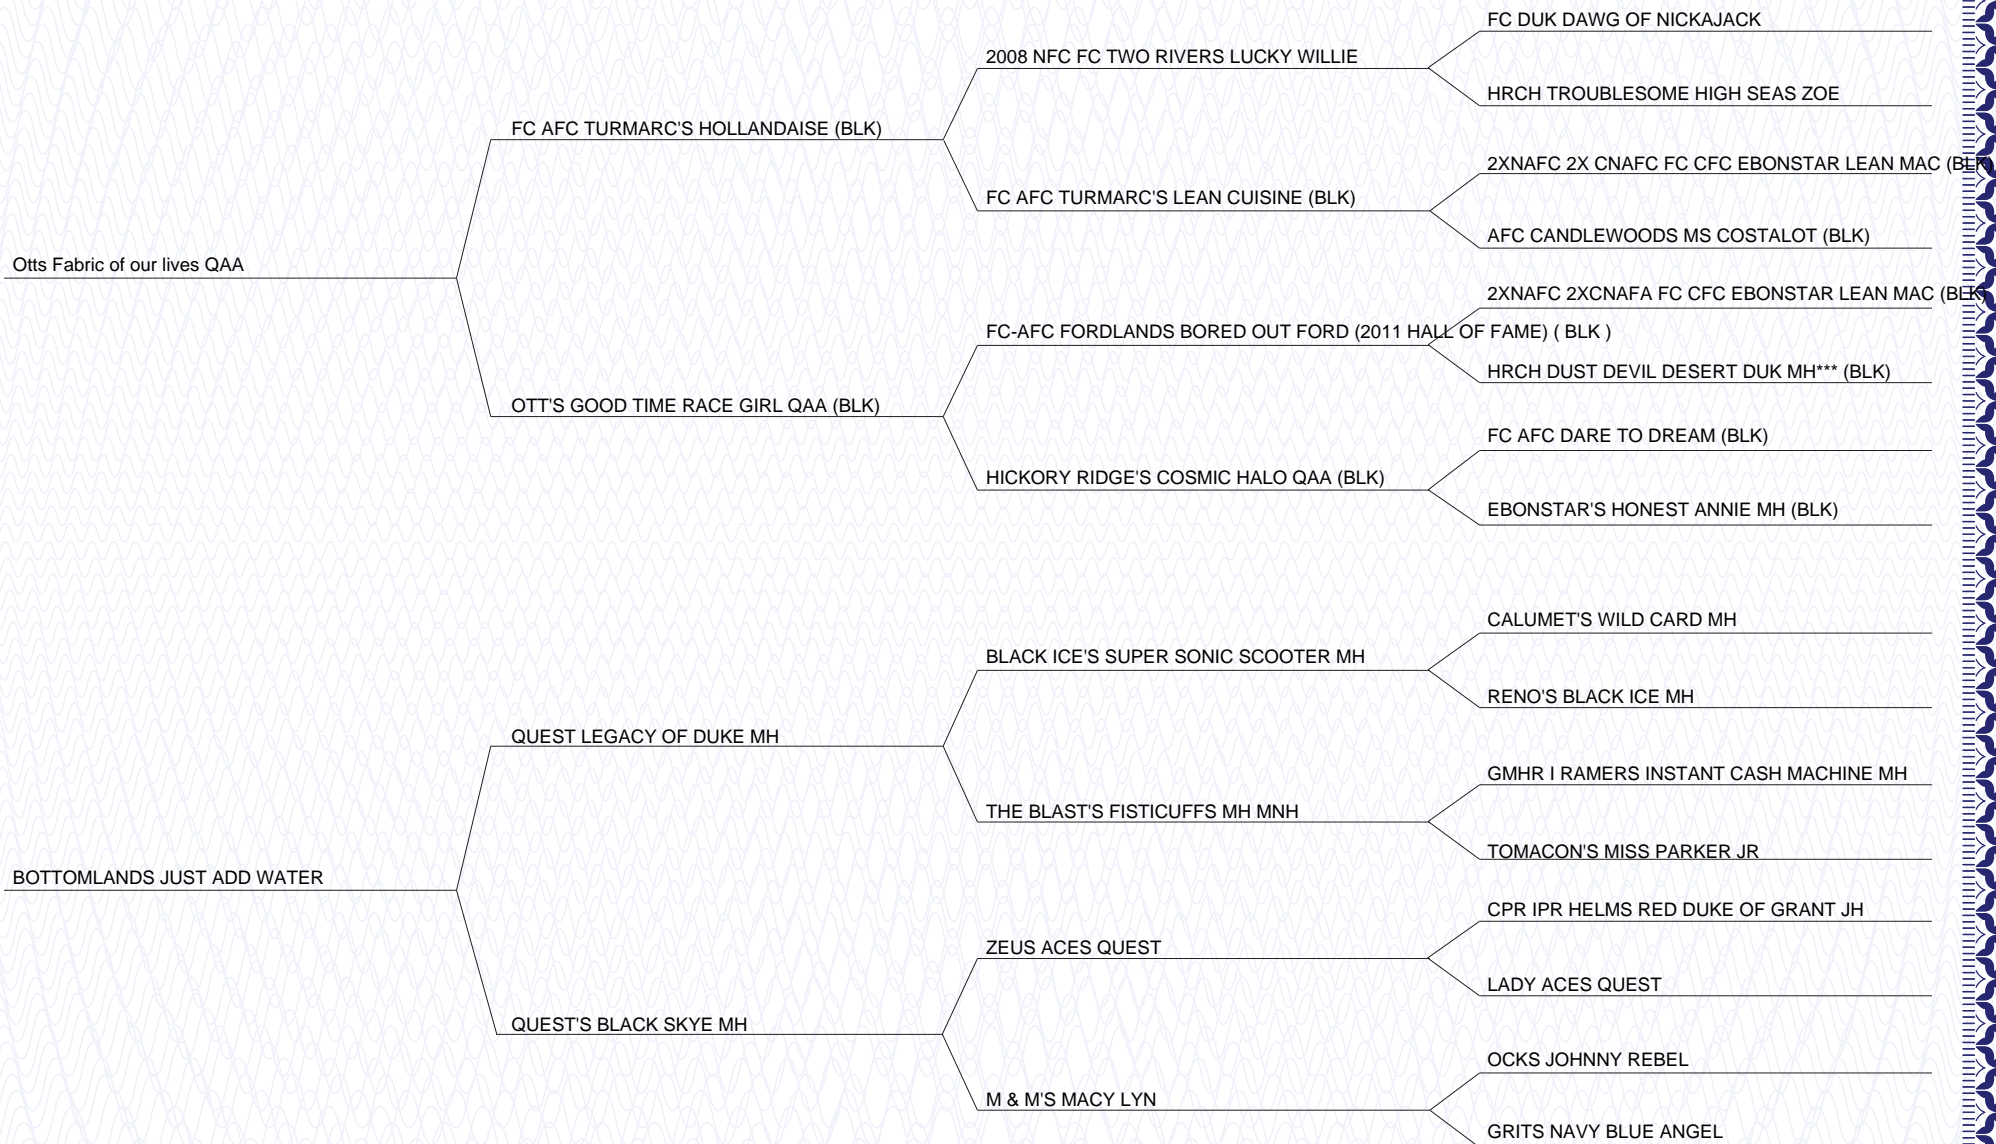 FC DUK DAWG OF NICKAJACK
2008 NFC FC TWO RIVERS LUCKY WILLIE
HRCH TROUBLESOME HIGH SEAS ZOE
FC AFC TURMARC'S HOLLANDAISE (BLK)
2XNAFC 2X CNAFC FC CFC EBONSTAR LEAN MAC (BLK)
FC AFC TURMARC'S LEAN CUISINE (BLK)
AFC CANDLEWOODS MS COSTALOT (BLK)
Otts Fabric of our lives QAA
2XNAFC 2XCNAFA FC CFC EBONSTAR LEAN MAC (BLK)
FC-AFC FORDLANDS BORED OUT FORD (2011 HALL OF FAME) ( BLK )
HRCH DUST DEVIL DESERT DUK MH*** (BLK)
OTT'S GOOD TIME RACE GIRL QAA (BLK)
FC AFC DARE TO DREAM (BLK)
HICKORY RIDGE'S COSMIC HALO QAA (BLK)
EBONSTAR'S HONEST ANNIE MH (BLK)
CALUMET'S WILD CARD MH
BLACK ICE'S SUPER SONIC SCOOTER MH
RENO'S BLACK ICE MH
QUEST LEGACY OF DUKE MH
GMHR I RAMERS INSTANT CASH MACHINE MH
THE BLAST'S FISTICUFFS MH MNH
TOMACON'S MISS PARKER JR
BOTTOMLANDS JUST ADD WATER
CPR IPR HELMS RED DUKE OF GRANT JH
ZEUS ACES QUEST
LADY ACES QUEST
QUEST'S BLACK SKYE MH
OCKS JOHNNY REBEL
M & M'S MACY LYN
GRITS NAVY BLUE ANGEL